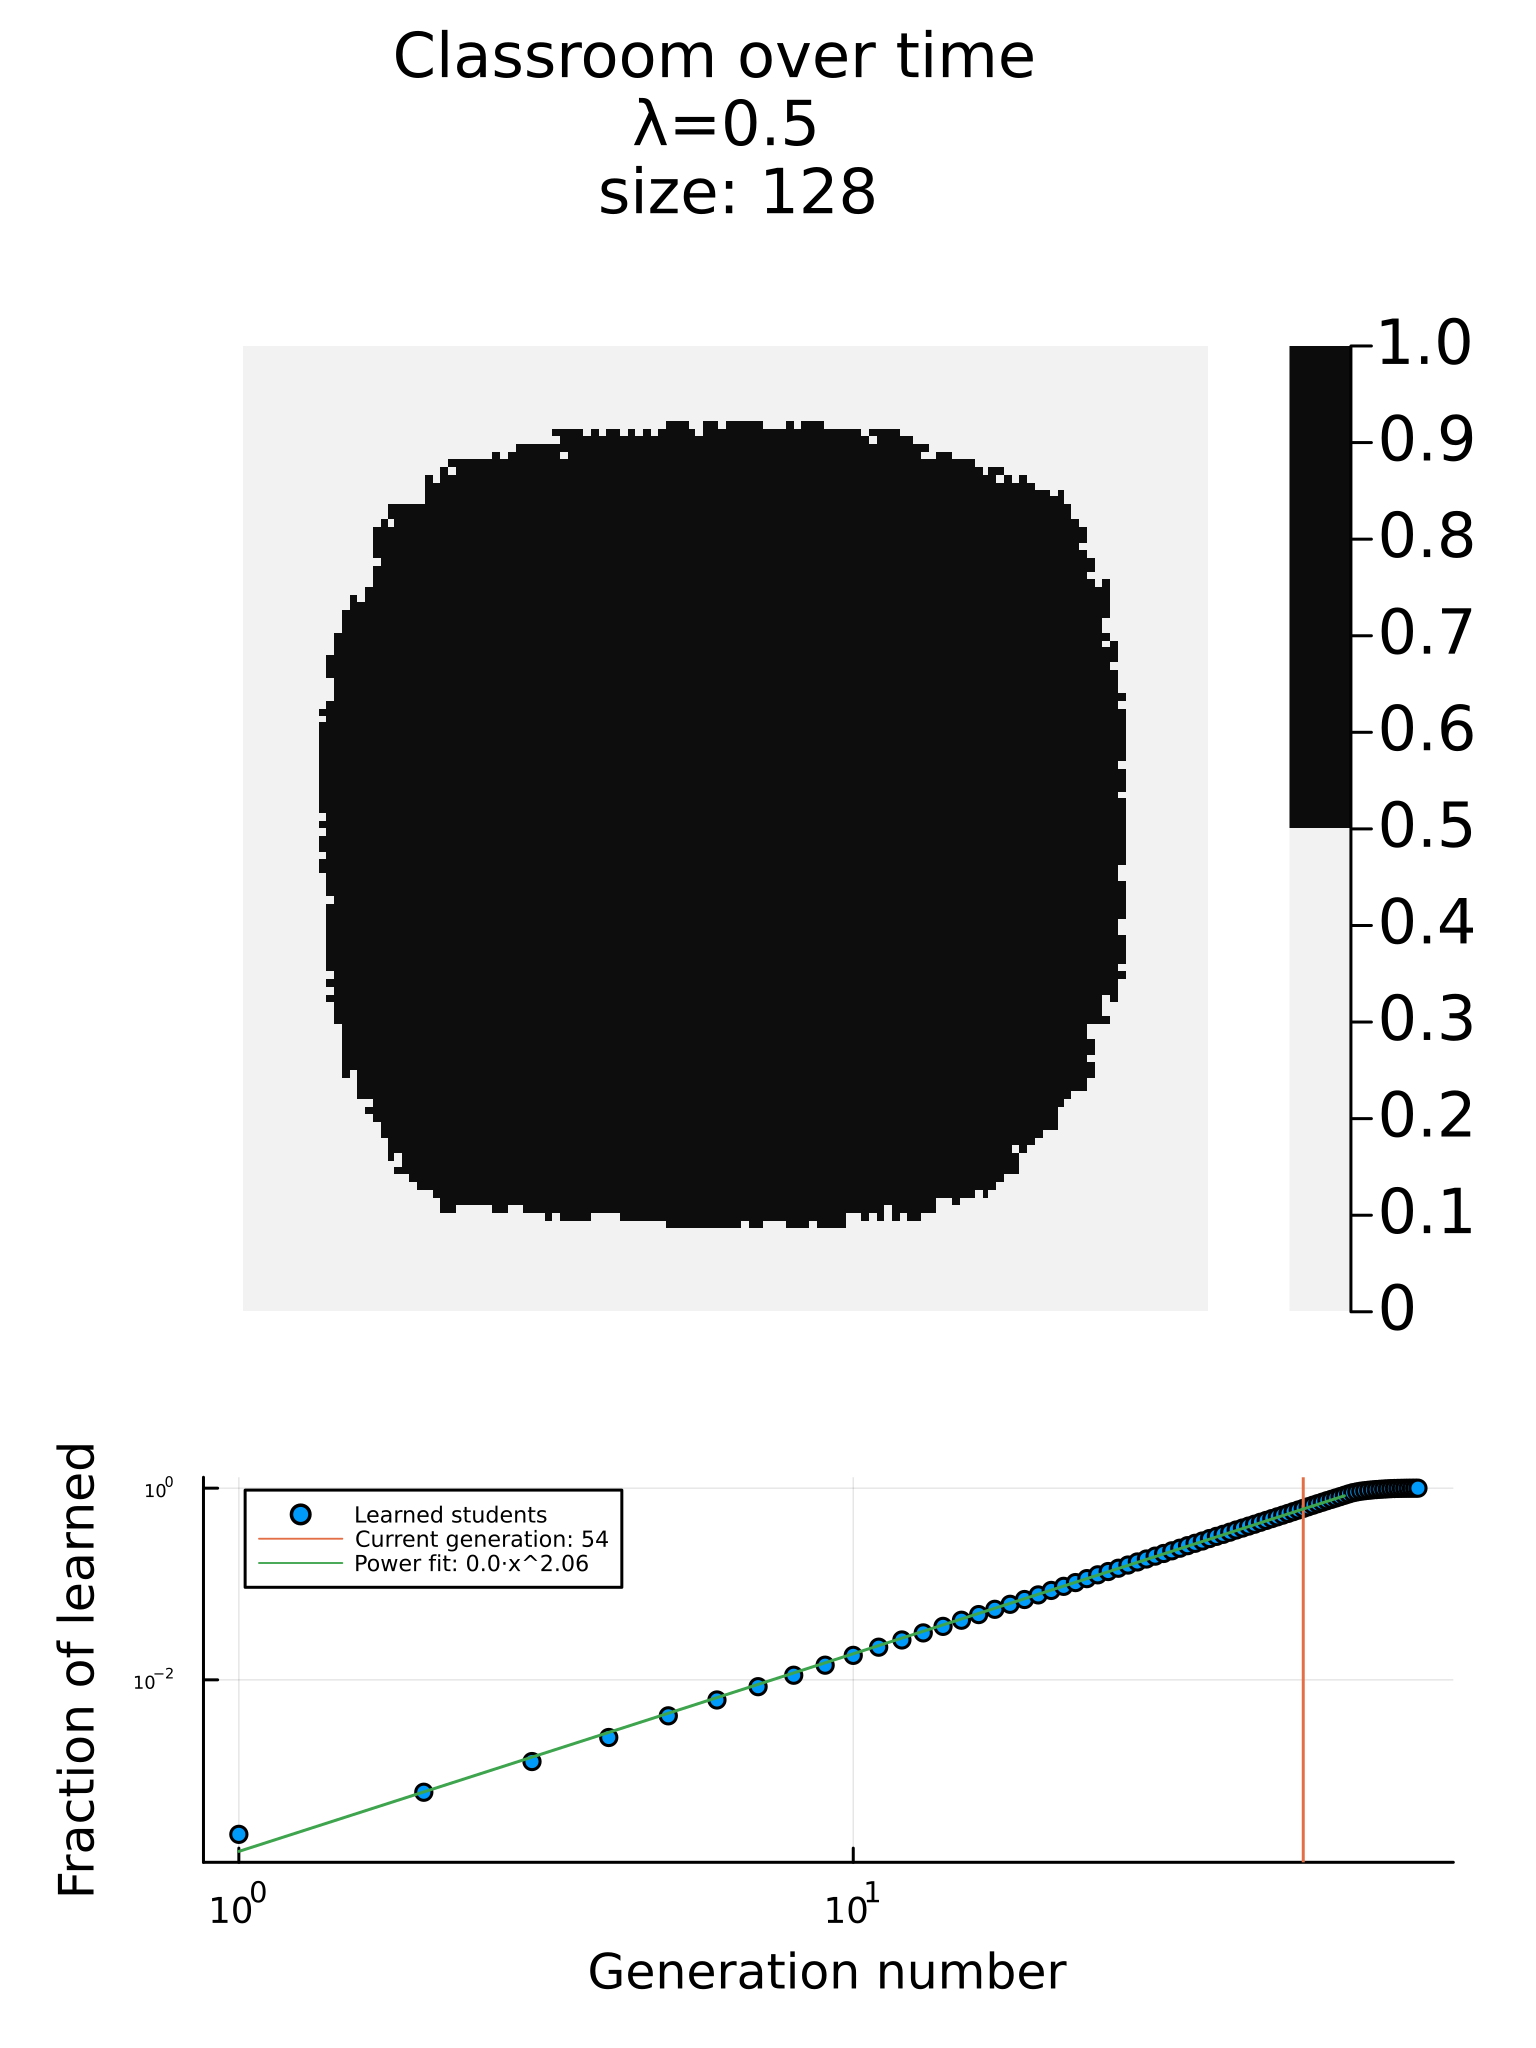 Classroom over time
λ=0.5
size: 128
1.0
0.9
0.8
0.7
0.6
0.5
0.4
0.3
0.2
0.1
0
Fraction of learned
10^0
10^−2
Learned students
Current generation: 54
Power fit: 0.0·x^2.06
10^0
10^1
Generation number